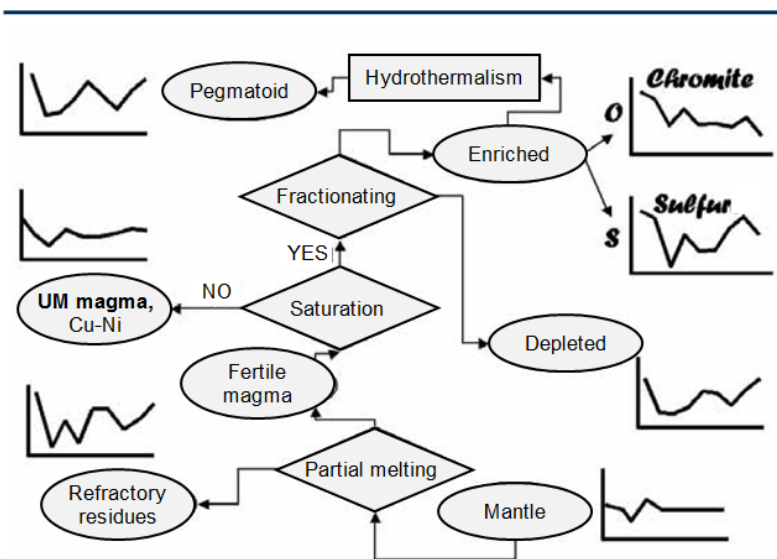 Hydrothermalism
Pegmatoid
Chromite
O
Enriched
Fractionating
Sulfur
S
YES
NO
UM magma,
Cu-Ni
Saturation
Depleted
Fertile
magma
Partial melting
Refractory
residues
Mantle